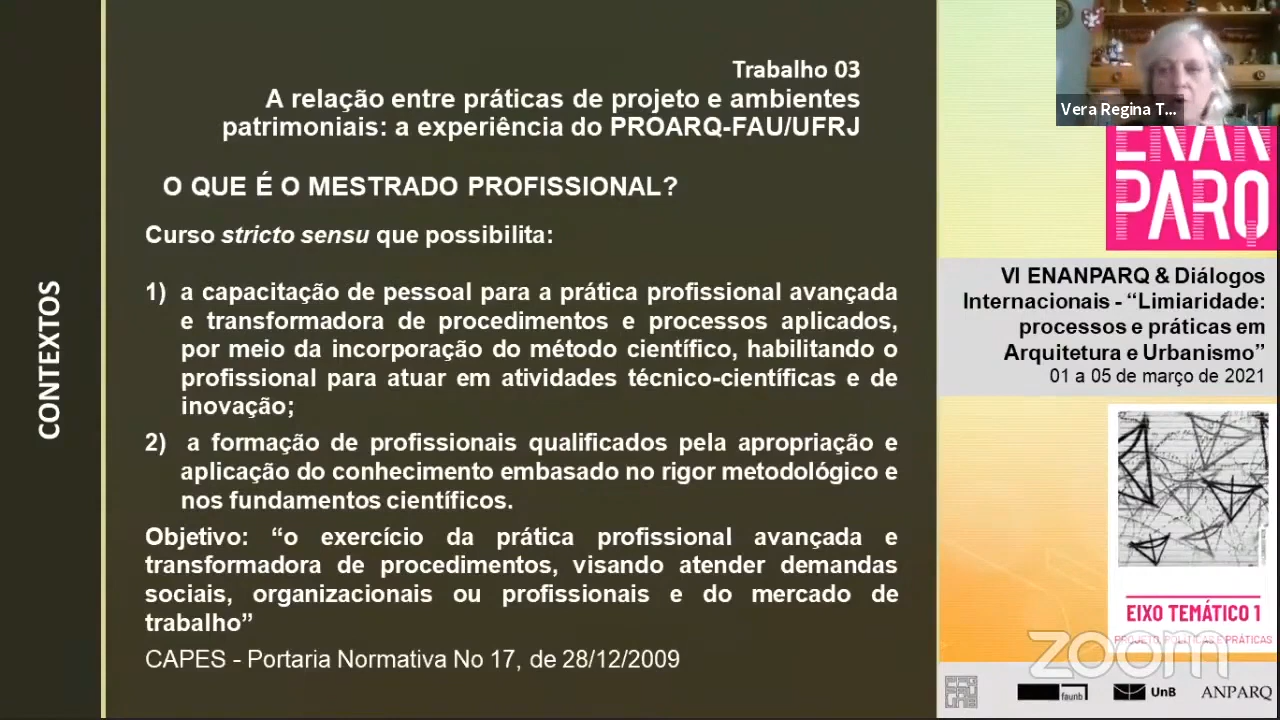 CONTEXTOS
Trabalho 03
A relação entre práticas de projeto e ambientes
patrimoniais: a experiência do PROARQ-FAU/UFRJ
O QUE É O MESTRADO PROFISSIONAL?
Curso stricto sensu que possibilita:
1) a capacitação de pessoal para a prática profissional avançada
e transformadora de procedimentos e processos aplicados,
por meio da incorporação do método científico, habilitando o
profissional para atuar em atividades técnico-científicas e de
inovação;
2) a formação de profissionais qualificados pela apropriação e
aplicação do conhecimento embasado no rigor metodológico e
nos fundamentos científicos.
Objetivo: “o exercício da prática profissional avançada e
transformadora de procedimentos, visando atender demandas
sociais, organizacionais ou profissionais e do mercado de
trabalho”
CAPES - Portaria Normativa No 17, de 28/12/2009
Vera Regina T...
ENAN
PARQ
VI ENANPARQ & Diálogos
Internacionais - “Limiaridade:
processos e práticas em
Arquitetura e Urbanismo”
01 a 05 de março de 2021
EIXO TEMÁTICO 1
PROJETO, POLÍTICAS E PRÁTICAS
zoom
faunb
UnB
ANPARQ